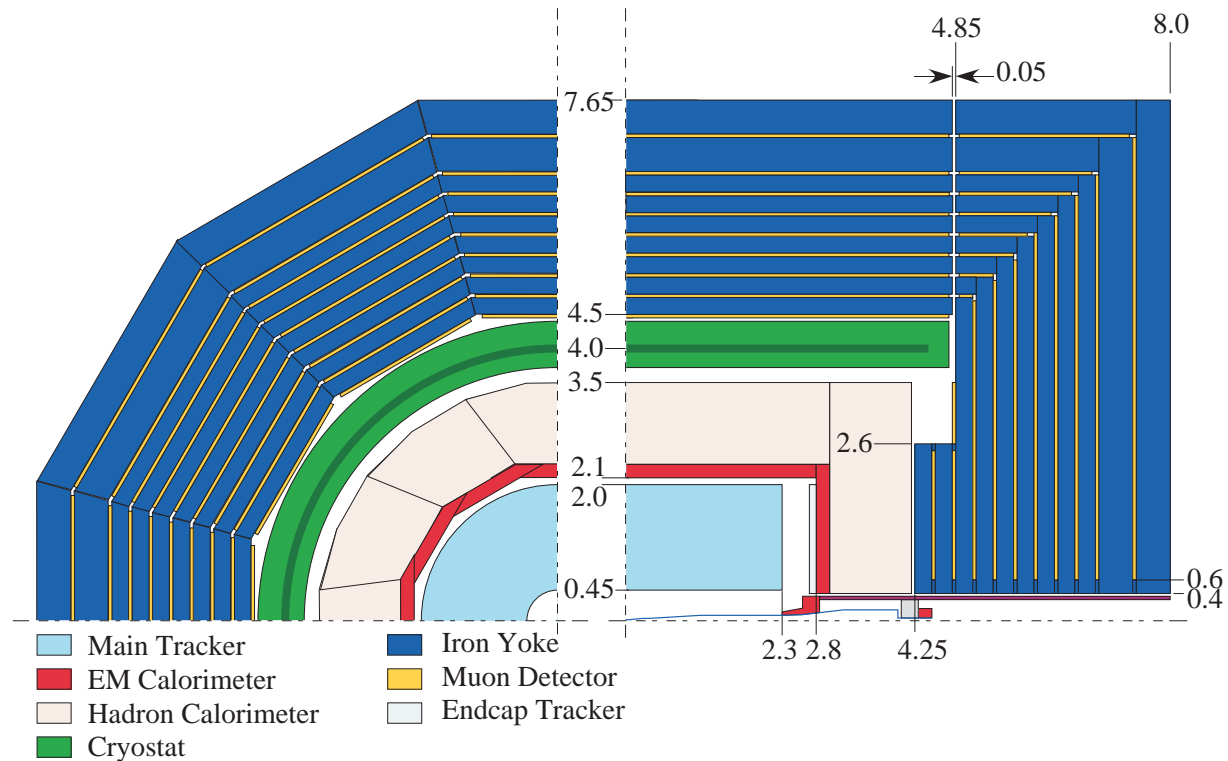 4.85
8.0
0.05
7.65
4.5
4.0
3.5
2.6
2.1
2.0
0.45
0.6
0.4
2.3
2.8
4.25
Main Tracker
EM Calorimeter
Hadron Calorimeter
Cryostat
Iron Yoke
Muon Detector
Endcap Tracker